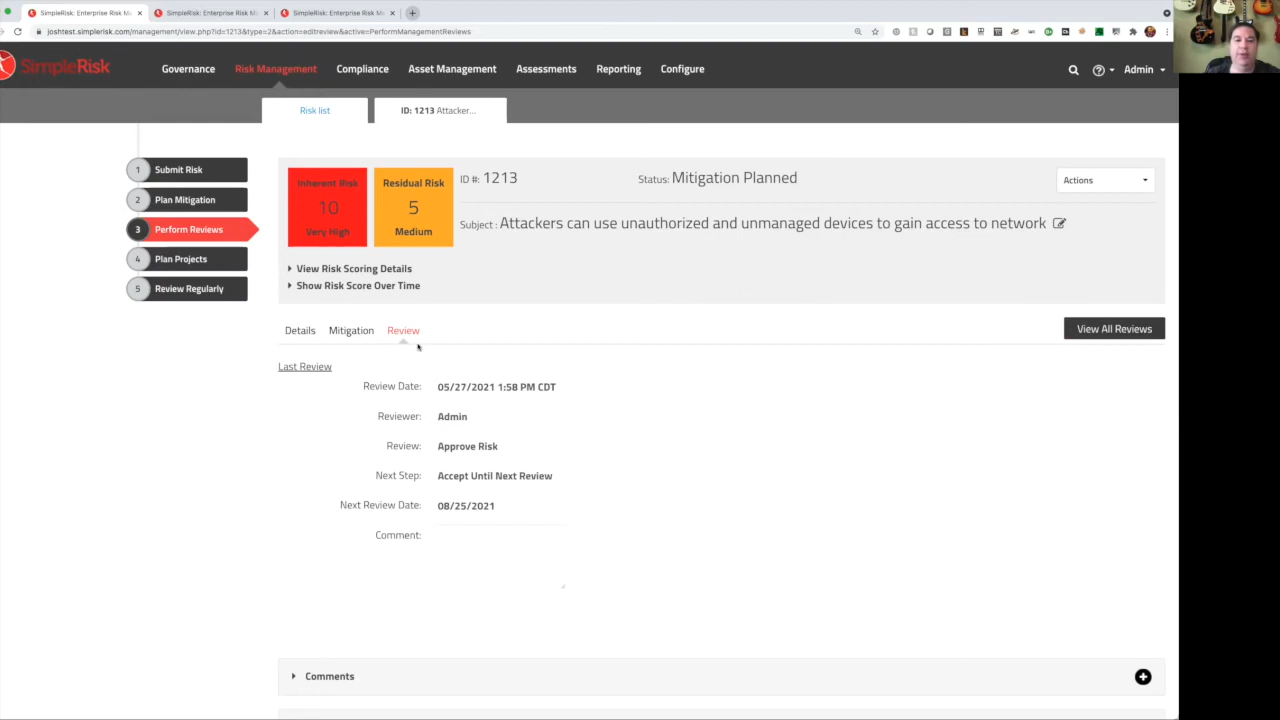 SimpleRisk: Enterprise Risk M
SimpleRisk: Enterprise Risk M
SimpleRisk: Enterprise Risk M
joshtest.simplerisk.com/management/view.php?id=1213&type=2&action=editreview&active=PerformManagementReviews
SimpleRisk
Governance
Risk Management
Compliance
Asset Management
Assessments
Reporting
Configure
Admin
Risk list
ID: 1213 Attacker...
1 Submit Risk
2 Plan Mitigation
3 Perform Reviews
4 Plan Projects
5 Review Regularly
Inherent Risk
10
Very High
Residual Risk
5
Medium
ID #: 1213
Status: Mitigation Planned
Actions
Subject : Attackers can use unauthorized and unmanaged devices to gain access to network
View Risk Scoring Details
Show Risk Score Over Time
Details
Mitigation
Review
View All Reviews
Last Review
Review Date: 05/27/2021 1:58 PM CDT
Reviewer: Admin
Review: Approve Risk
Next Step: Accept Until Next Review
Next Review Date: 08/25/2021
Comment:
Comments